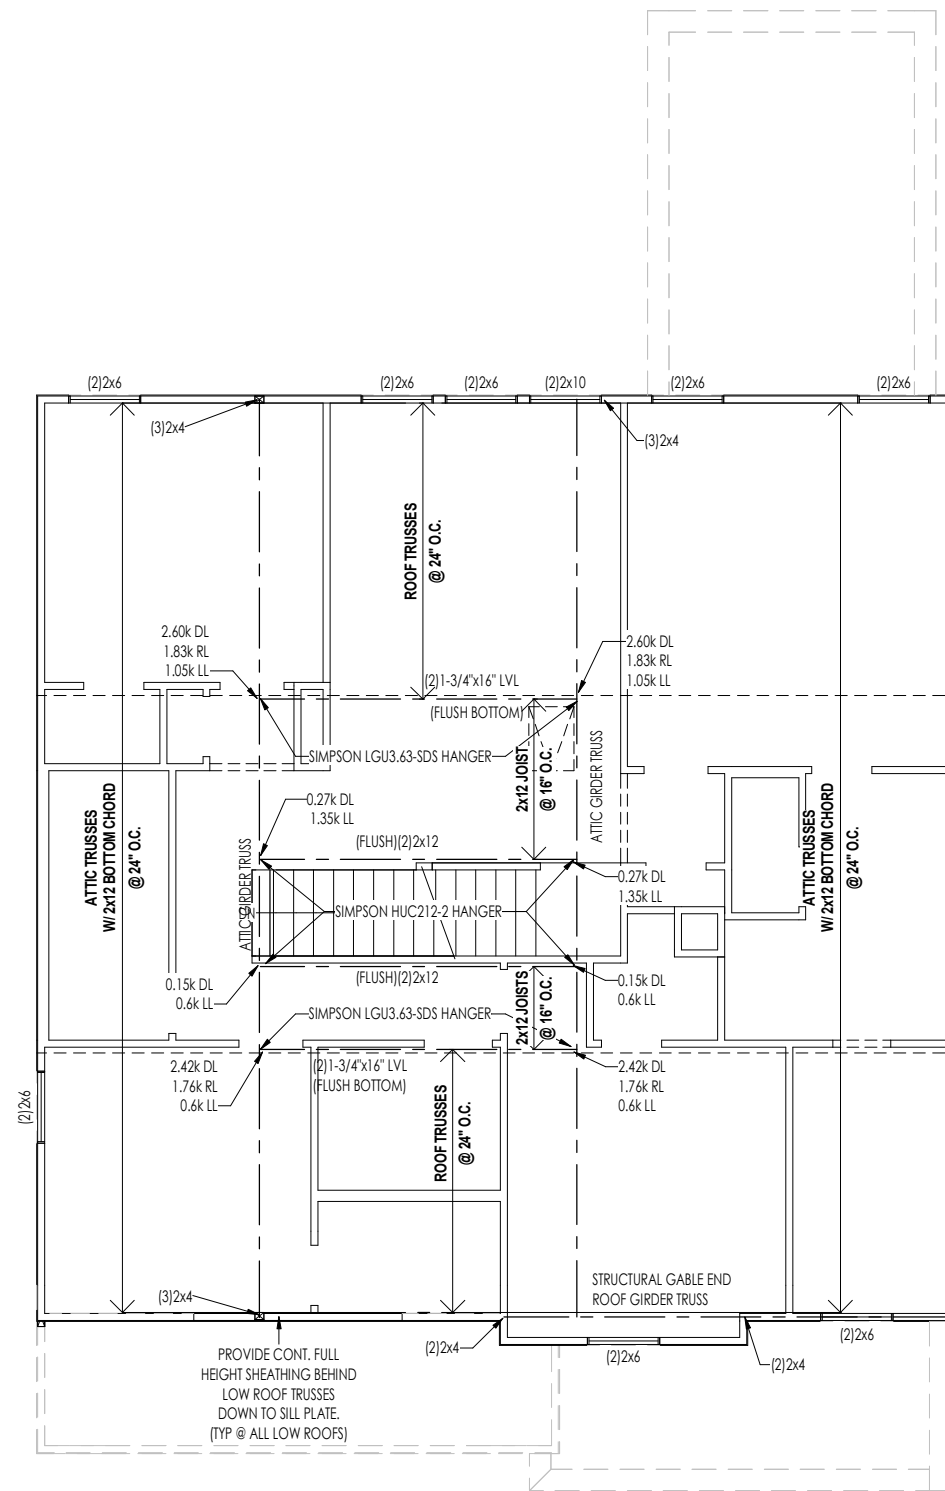 (2)2x6
(2)2x6
(2)2x6
(2)2x10
(2)2x6
(2)2x6
(3)2x4
(3)2x4
ROOF TRUSSES
@ 24" O.C.
2.60k DL
1.83k RL
1.05k LL
2.60k DL
1.83k RL
1.05k LL
(2)1-3/4"x16" LVL
(FLUSH BOTTOM)
SIMPSON LGU3.63-SDS HANGER
2x12 JOIST
@ 16" O.C.
ATTIC GIRDER TRUSS
0.27k DL
1.35k LL
(FLUSH)(2)2x12
ATTIC TRUSSES
W/ 2x12 BOTTOM CHORD
@ 24" O.C.
ATTIC TRUSSES
W/ 2x12 BOTTOM CHORD
@ 24" O.C.
ATTIC GIRDER TRUSS
0.27k DL
1.35k LL
SIMPSON HUC212-2 HANGER
0.15k DL
0.6k LL
(FLUSH)(2)2x12
0.15k DL
0.6k LL
2x12 JOISTS
@ 16" O.C.
SIMPSON LGU3.63-SDS HANGER
2.42k DL
1.76k RL
0.6k LL
(2)1-3/4"x16" LVL
(FLUSH BOTTOM)
2.42k DL
1.76k RL
0.6k LL
(2)2x6
ROOF TRUSSES
@ 24" O.C.
STRUCTURAL GABLE END
ROOF GIRDER TRUSS
(3)2x4
(2)2x4
(2)2x6
(2)2x4
(2)2x6
PROVIDE CONT. FULL
HEIGHT SHEATHING BEHIND
LOW ROOF TRUSSES
DOWN TO SILL PLATE.
(TYP @ ALL LOW ROOFS)